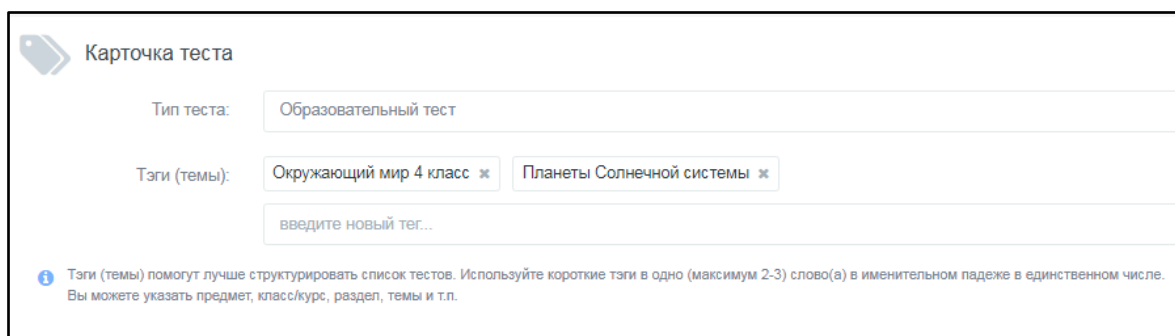 Карточка теста
Тип теста: Образовательный тест
Тэги (темы): Окружающий мир 4 класс × Планеты Солнечной системы ×
введите новый тег...
Тэги (темы) помогут лучше структурировать список тестов. Используйте короткие тэги в одно (максимум 2-3) слово(а) в именительном падеже в единственном числе.
Вы можете указать предмет, класс/курс, раздел, темы и т.п.